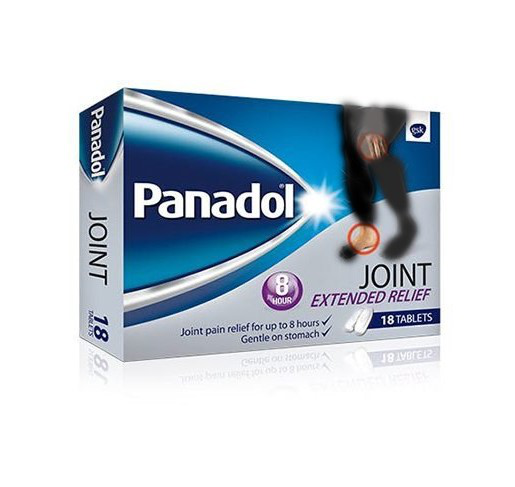 Panadol
JOINT
18
TABLETS
gsk
Panadol®
8
HOUR
JOINT
EXTENDED RELIEF
Joint pain relief for up to 8 hours ✓
Gentle on stomach ✓
18 TABLETS